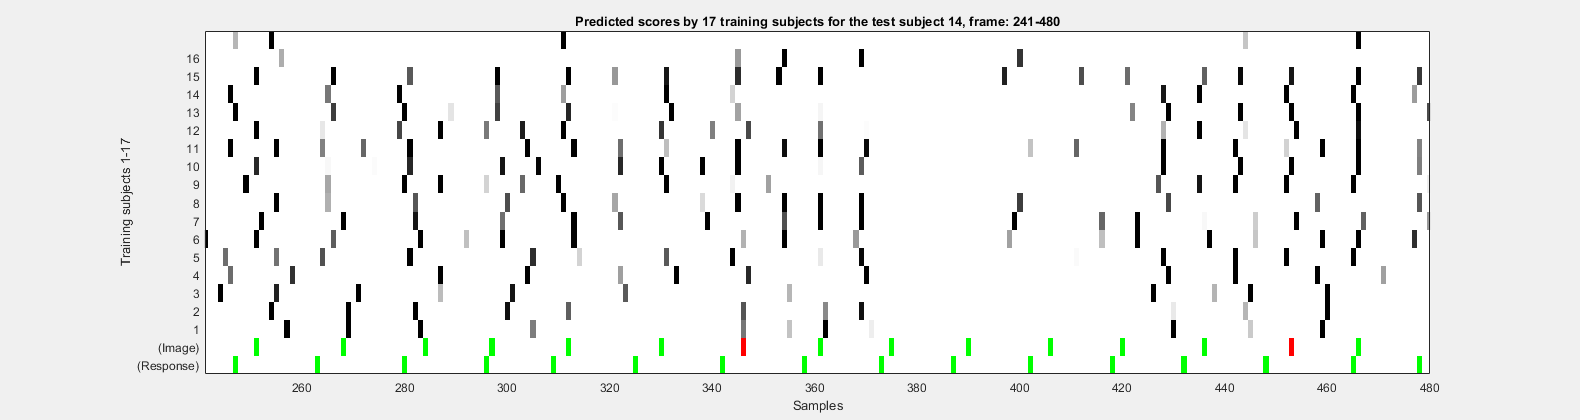 Predicted scores by 17 training subjects for the test subject 14, frame: 241-480
Training subjects 1-17
16
15
14
13
12
11
10
9
8
7
6
5
4
3
2
1
(Image)
(Response)
260 280 300 320 340 360 380 400 420 440 460 480
Samples